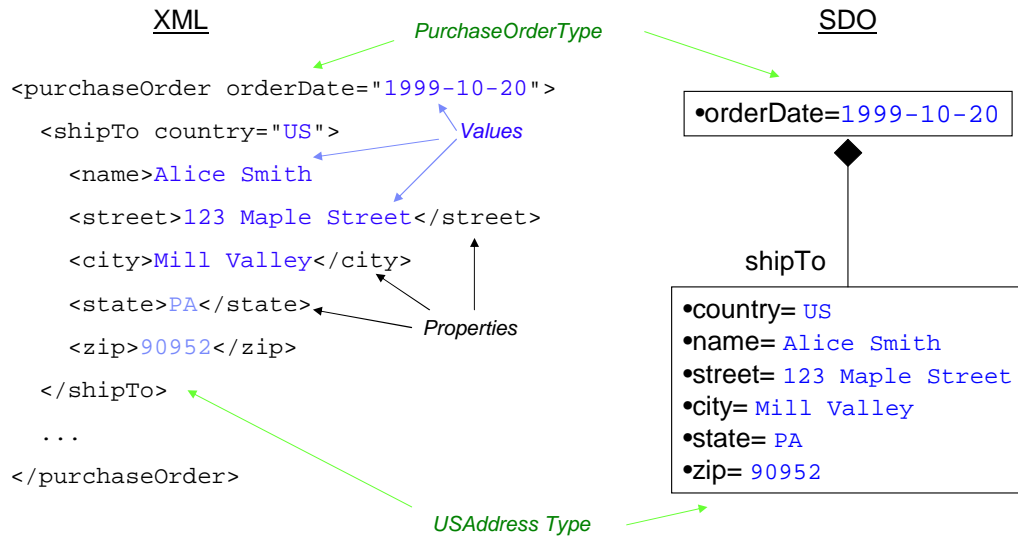 XML
PurchaseOrderType
SDO
<purchaseOrder orderDate="1999-10-20">
<shipTo country="US">
Values
<name>Alice Smith
<street>123 Maple Street</street>
<city>Mill Valley</city>
<state>PA</state>
Properties
<zip>90952</zip>
</shipTo>
...
</purchaseOrder>
USAddress Type
•orderDate=1999-10-20
shipTo
•country= US
•name= Alice Smith
•street= 123 Maple Street
•city= Mill Valley
•state= PA
•zip= 90952